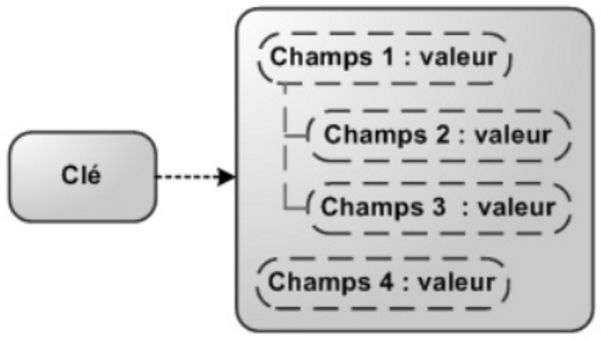 Clé
Champs 1 : valeur
Champs 2 : valeur
Champs 3 : valeur
Champs 4 : valeur